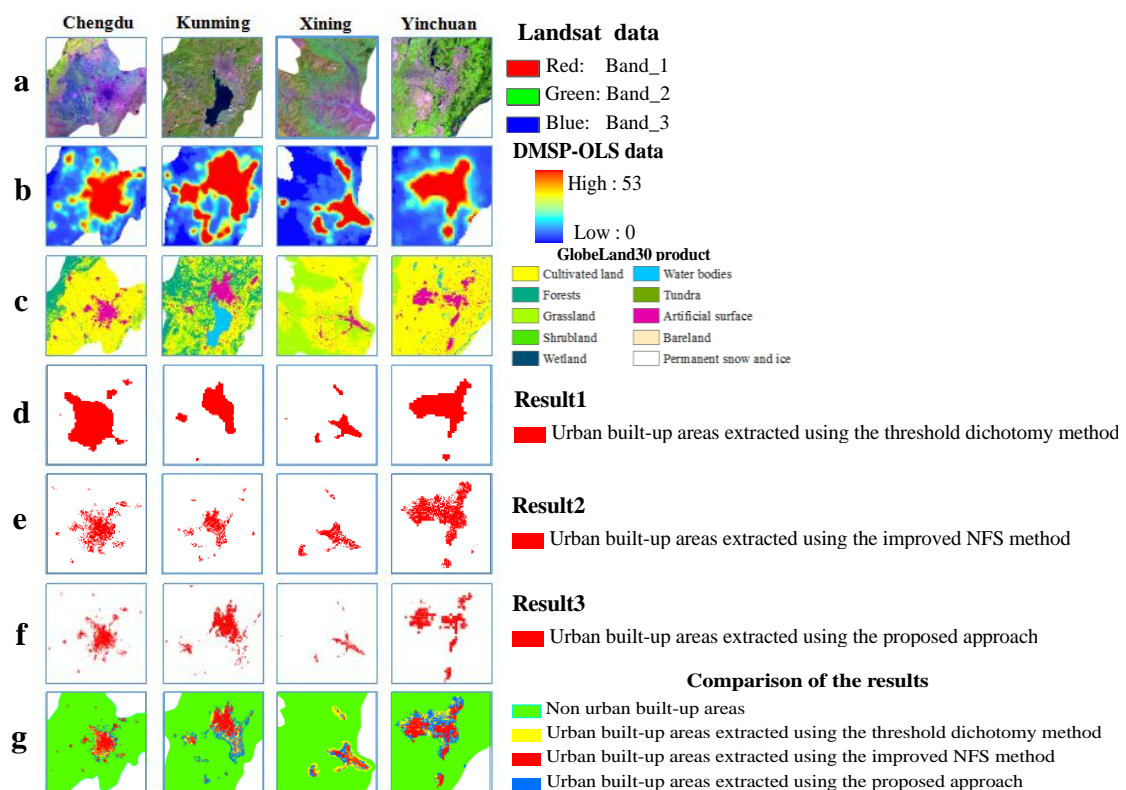 Chengdu Kunming Xining Yinchuan
a
b
c
d
e
f
g
Landsat data
Red: Band_1
Green: Band_2
Blue: Band_3
DMSP-OLS data
High : 53
Low : 0
GlobeLand30 product
Cultivated land Water bodies
Forests Tundra
Grassland Artificial surface
Shrubland Bareland
Wetland Permanent snow and ice
Result1
Urban built-up areas extracted using the threshold dichotomy method
Result2
Urban built-up areas extracted using the improved NFS method
Result3
Urban built-up areas extracted using the proposed approach
Comparison of the results
Non urban built-up areas
Urban built-up areas extracted using the threshold dichotomy method
Urban built-up areas extracted using the improved NFS method
Urban built-up areas extracted using the proposed approach